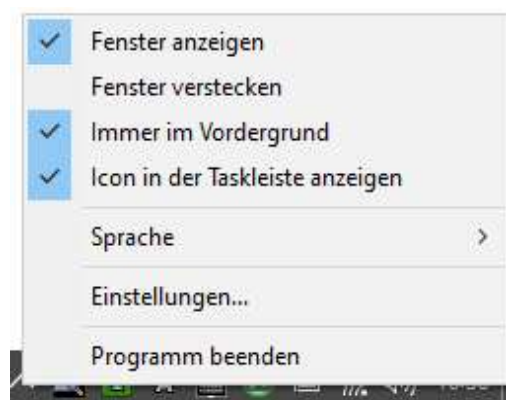 Fenster anzeigen
Fenster verstecken
Immer im Vordergrund
Icon in der Taskleiste anzeigen
Sprache
Einstellungen...
Programm beenden